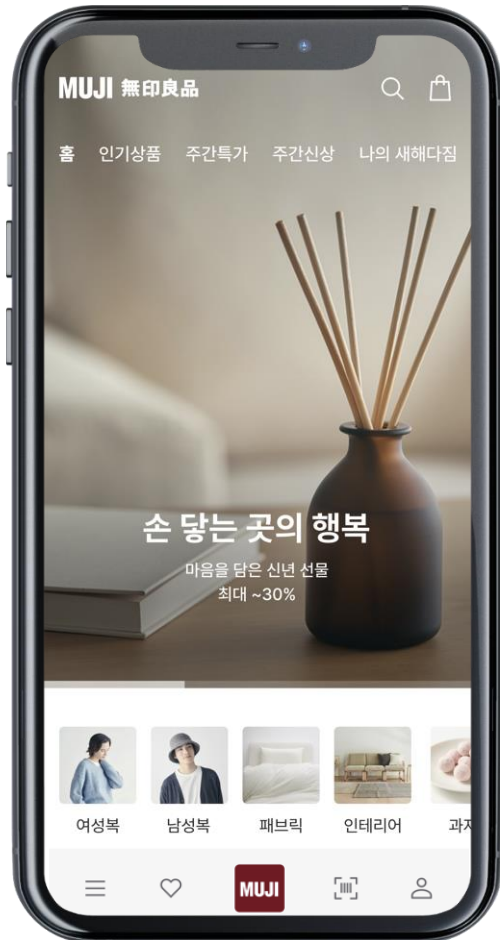 MUJI 無印良品
홈 인기상품 주간특가 주간신상 나의 새해다짐
손 닿는 곳의 행복
마음을 담은 신년 선물
최대 ~30%
여성복 남성복 패브릭 인테리어
MUJI